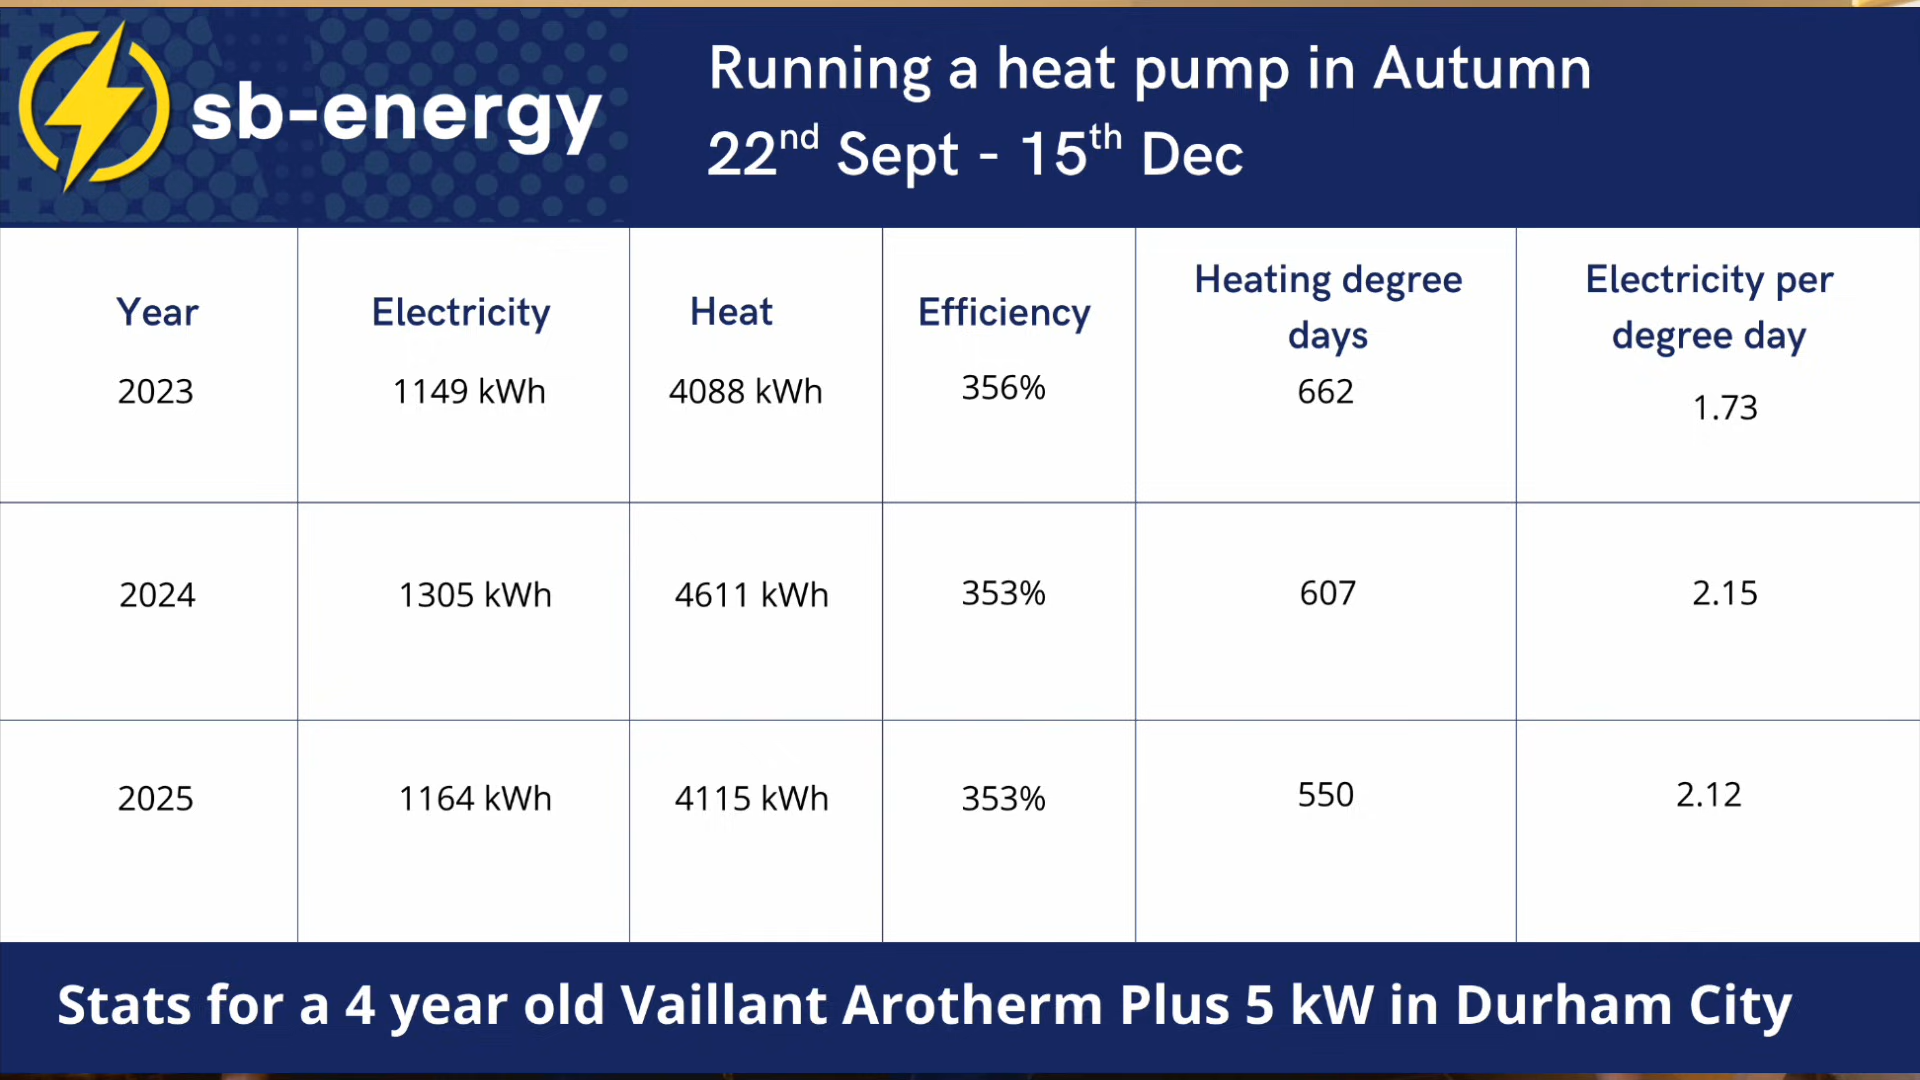 sb-energy
Running a heat pump in Autumn
22nd Sept - 15th Dec
Year Electricity Heat Efficiency Heating degree days Electricity per degree day
2023 1149 kWh 4088 kWh 356% 662 1.73
2024 1305 kWh 4611 kWh 353% 607 2.15
2025 1164 kWh 4115 kWh 353% 550 2.12
Stats for a 4 year old Vaillant Arotherm Plus 5 kW in Durham City